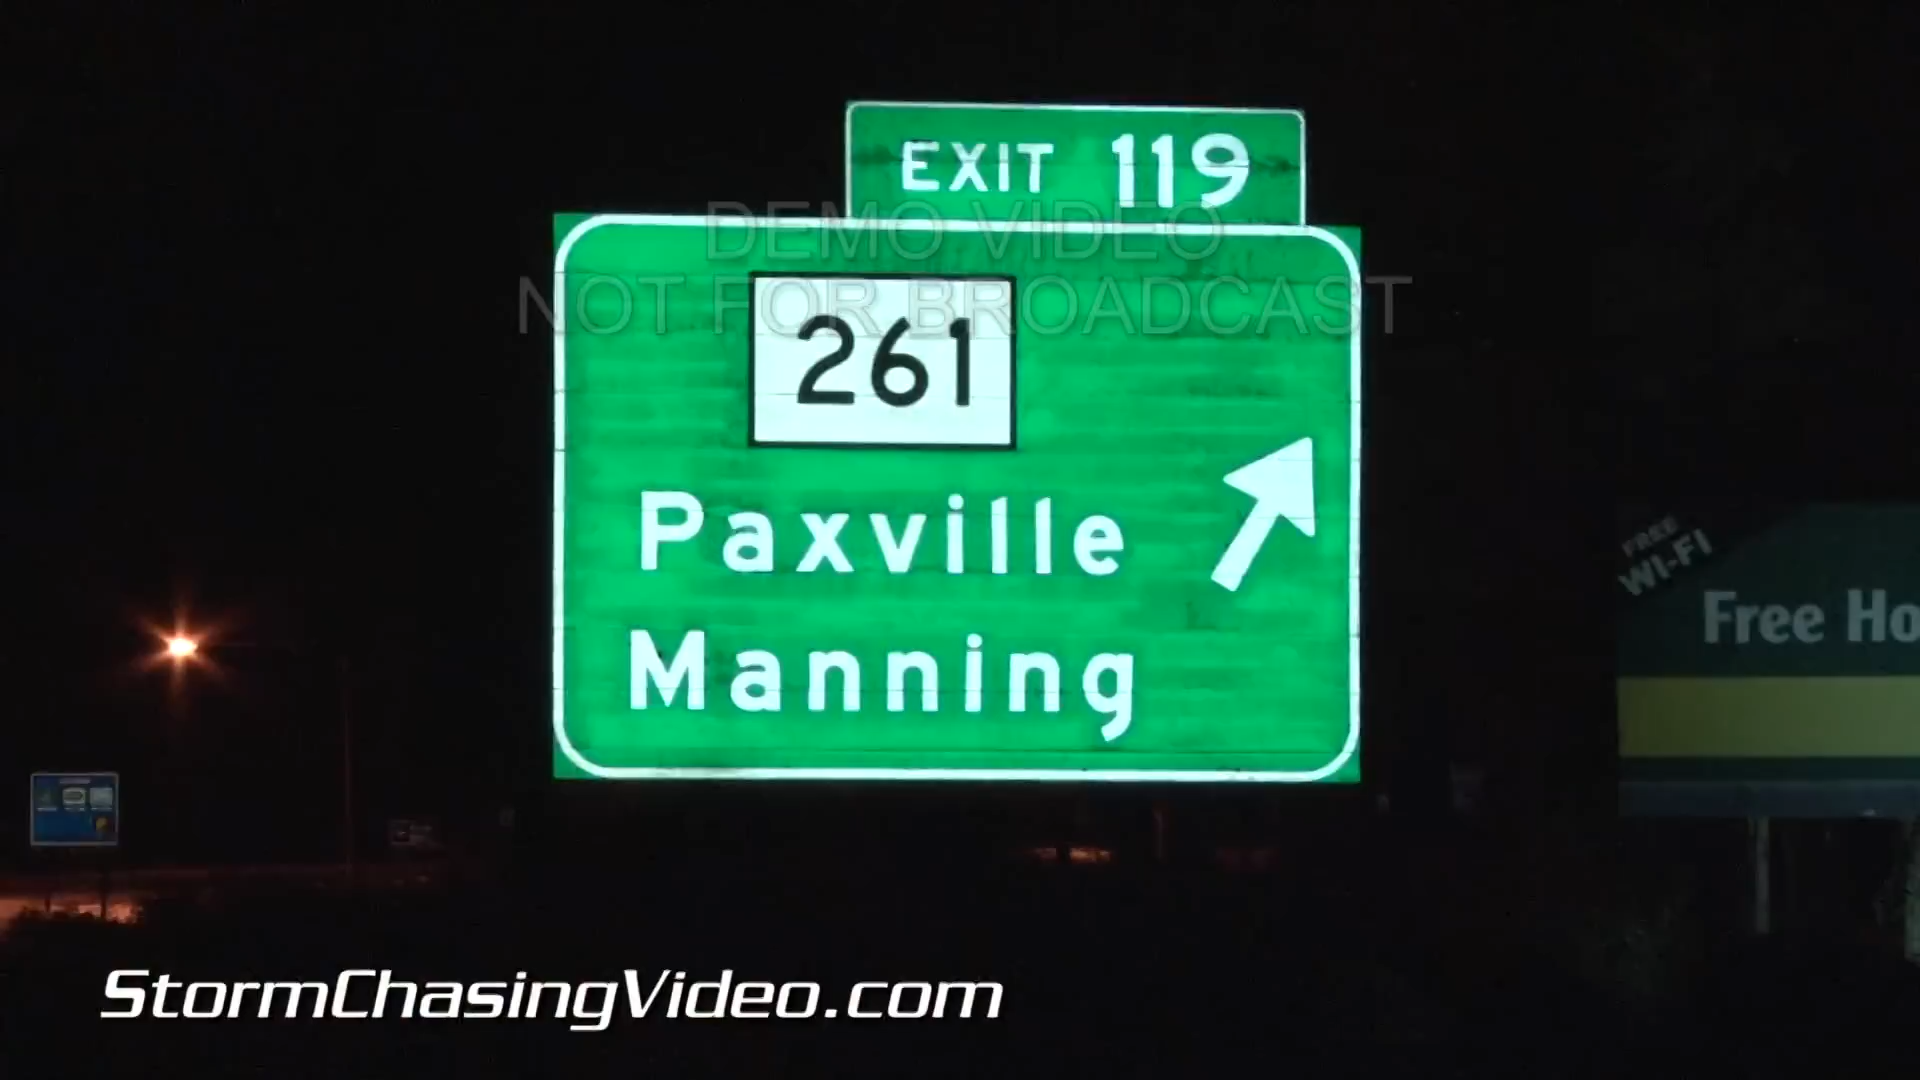 EXIT 119
DEMO VIDEO
NOT FOR BROADCAST
261
Paxville
Manning
FREE
WI-FI
Free Ho
StormChasingVideo.com